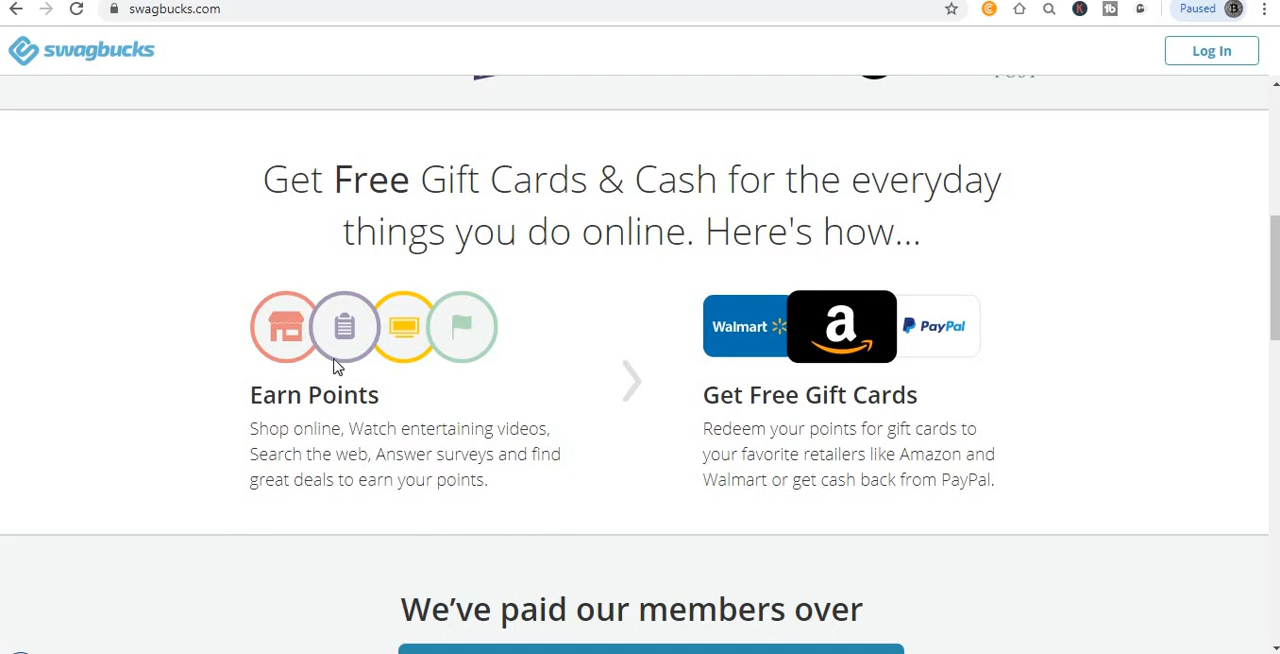 swagbucks.com
Paused
swagbucks
Log In
Get Free Gift Cards & Cash for the everyday
things you do online. Here's how...
Walmart
a
PayPal
Earn Points
Shop online, Watch entertaining videos,
Search the web, Answer surveys and find
great deals to earn your points.
Get Free Gift Cards
Redeem your points for gift cards to
your favorite retailers like Amazon and
Walmart or get cash back from PayPal.
We've paid our members over